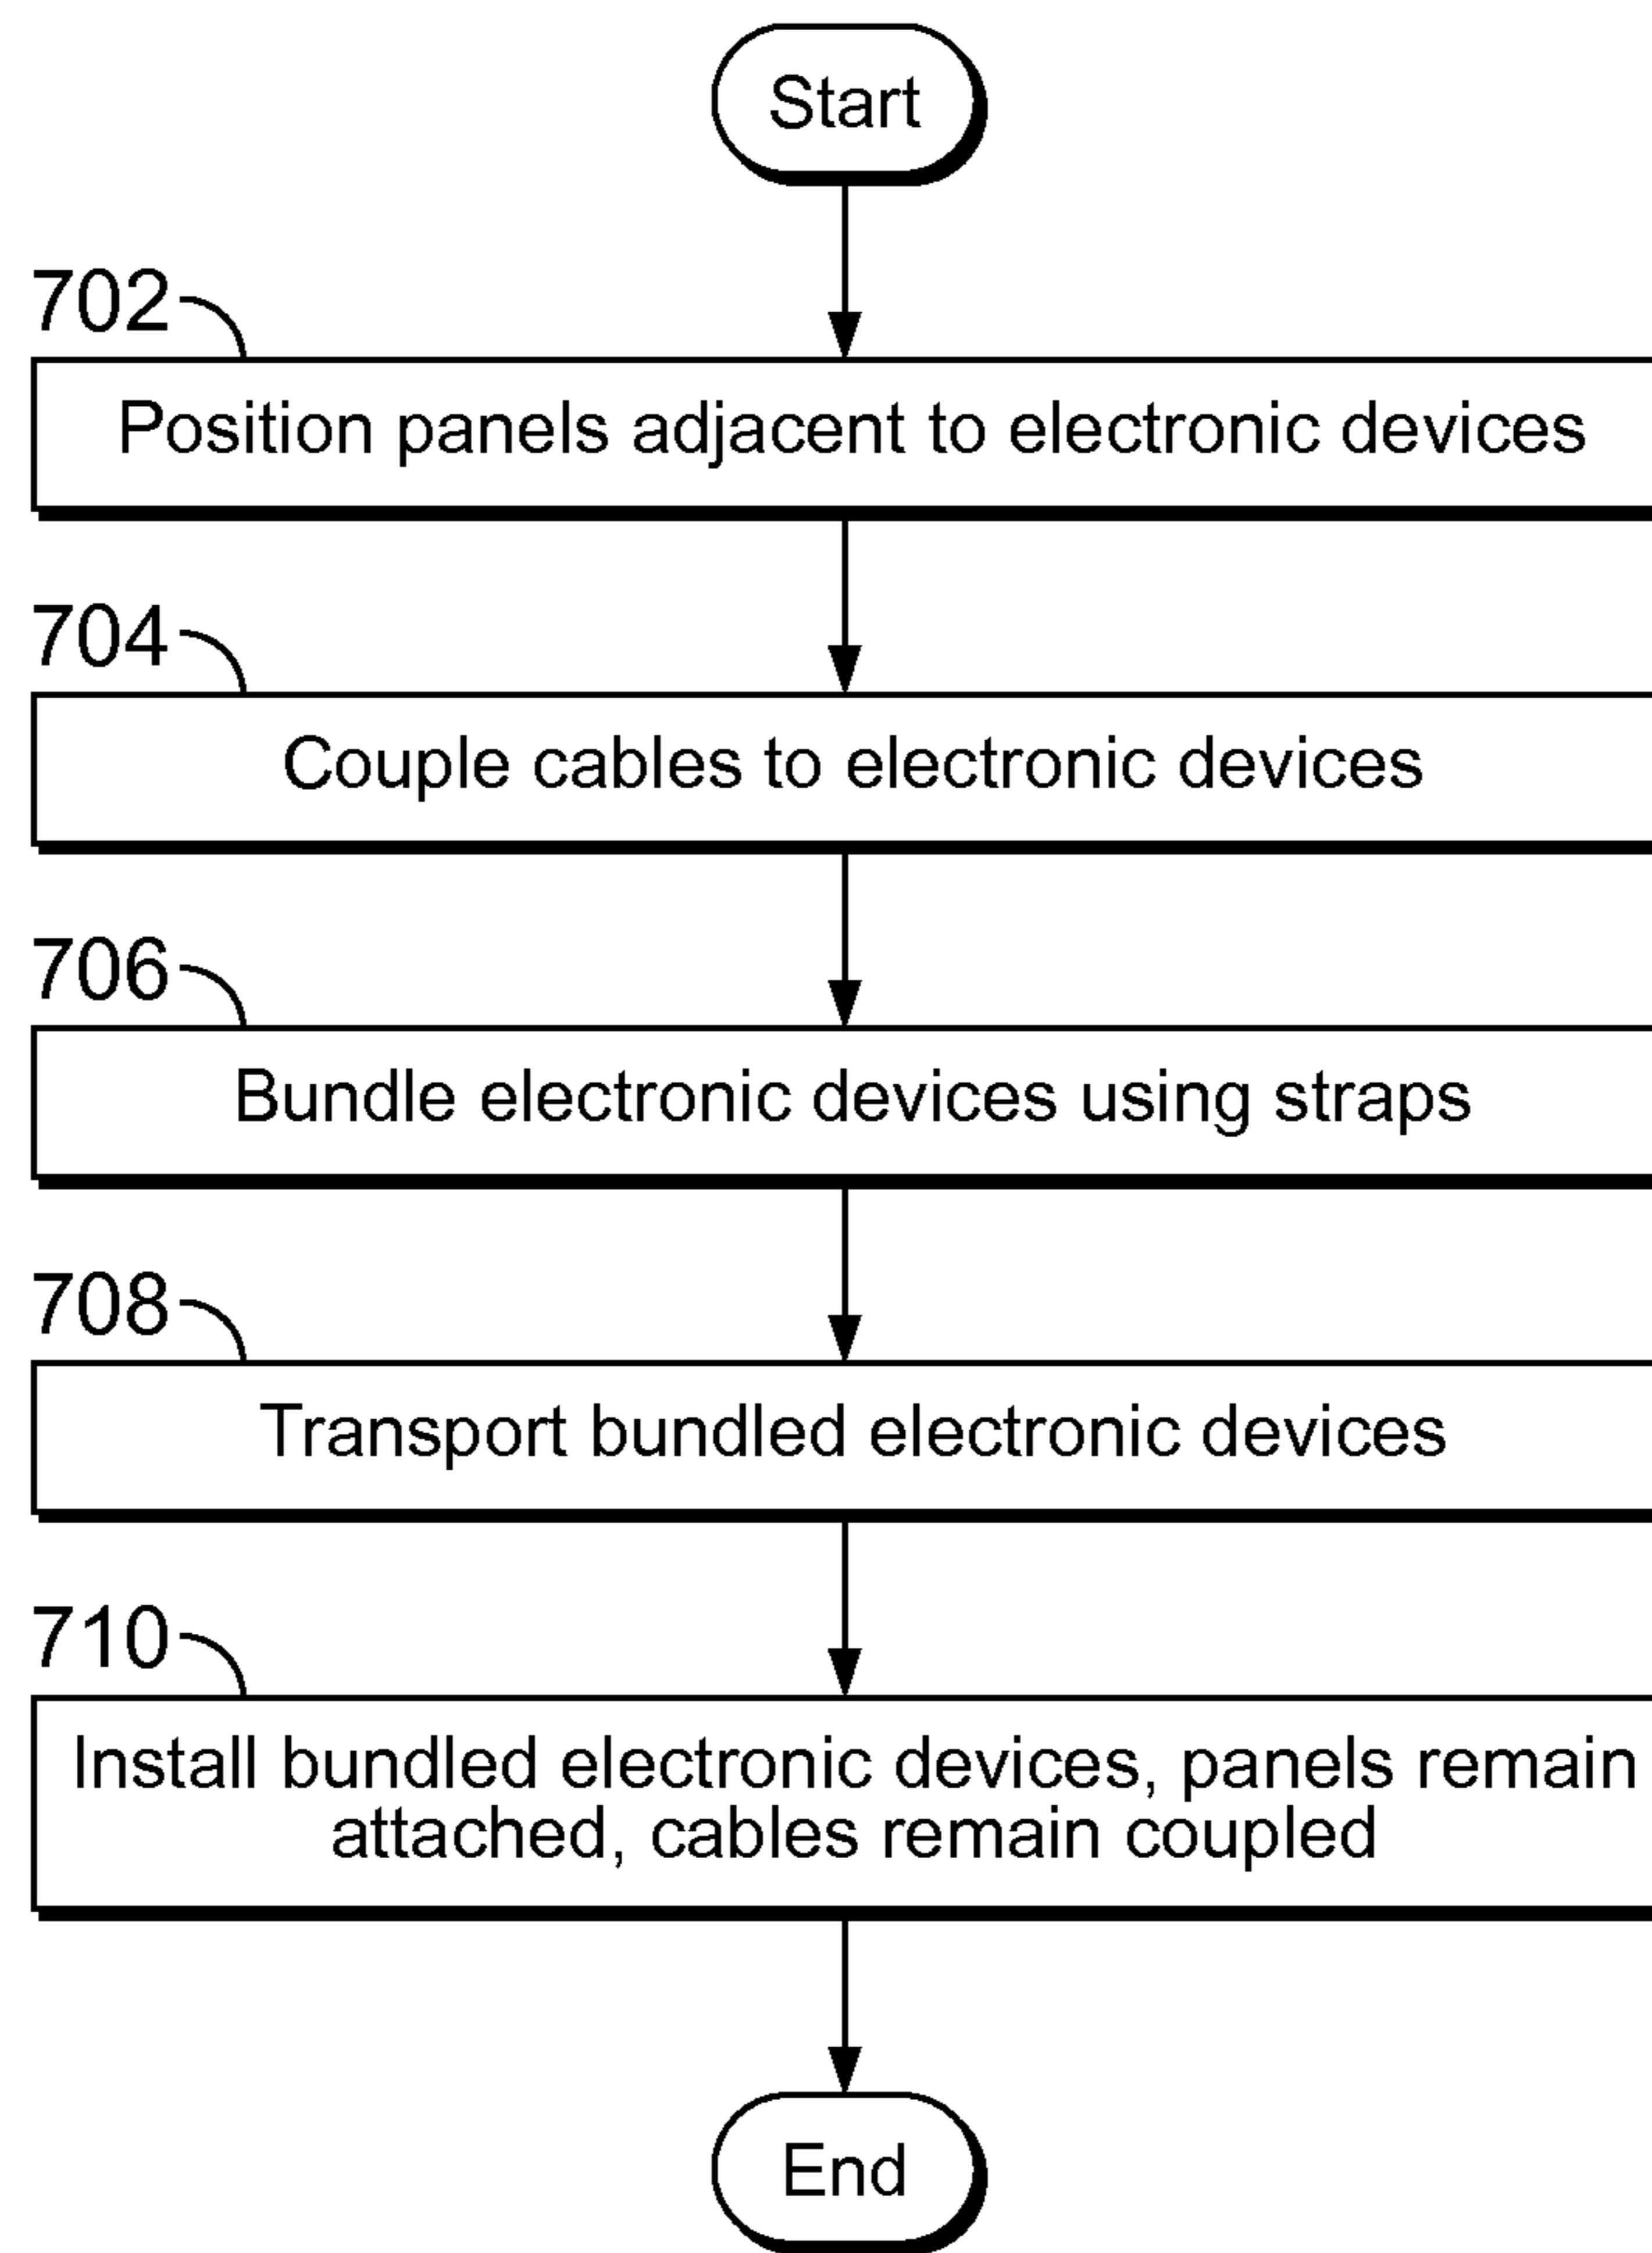 Start
702
Position panels adjacent to electronic devices
704
Couple cables to electronic devices
706
Bundle electronic devices using straps
708
Transport bundled electronic devices
710
Install bundled electronic devices, panels remain
attached, cables remain coupled
End